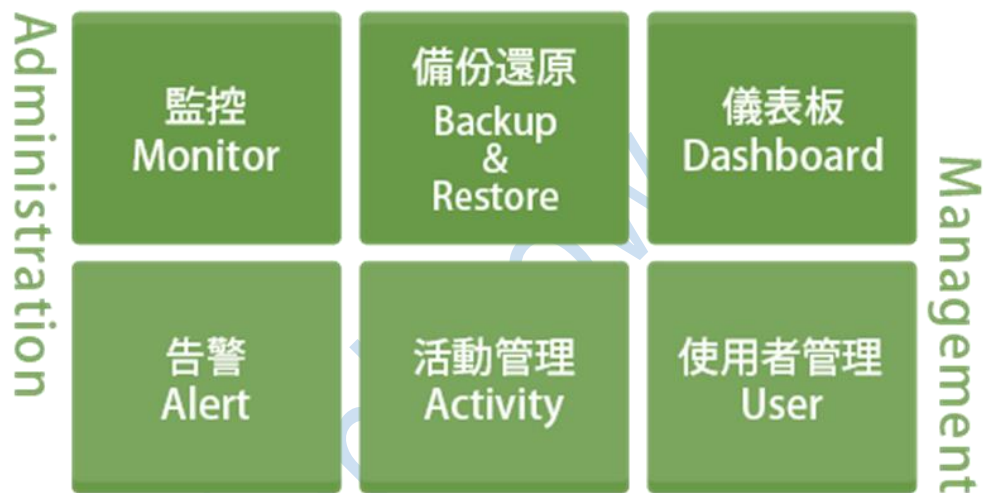 Administration
監控
Monitor
備份還原
Backup
&
Restore
儀表板
Dashboard
告警
Alert
活動管理
Activity
使用者管理
User
Management